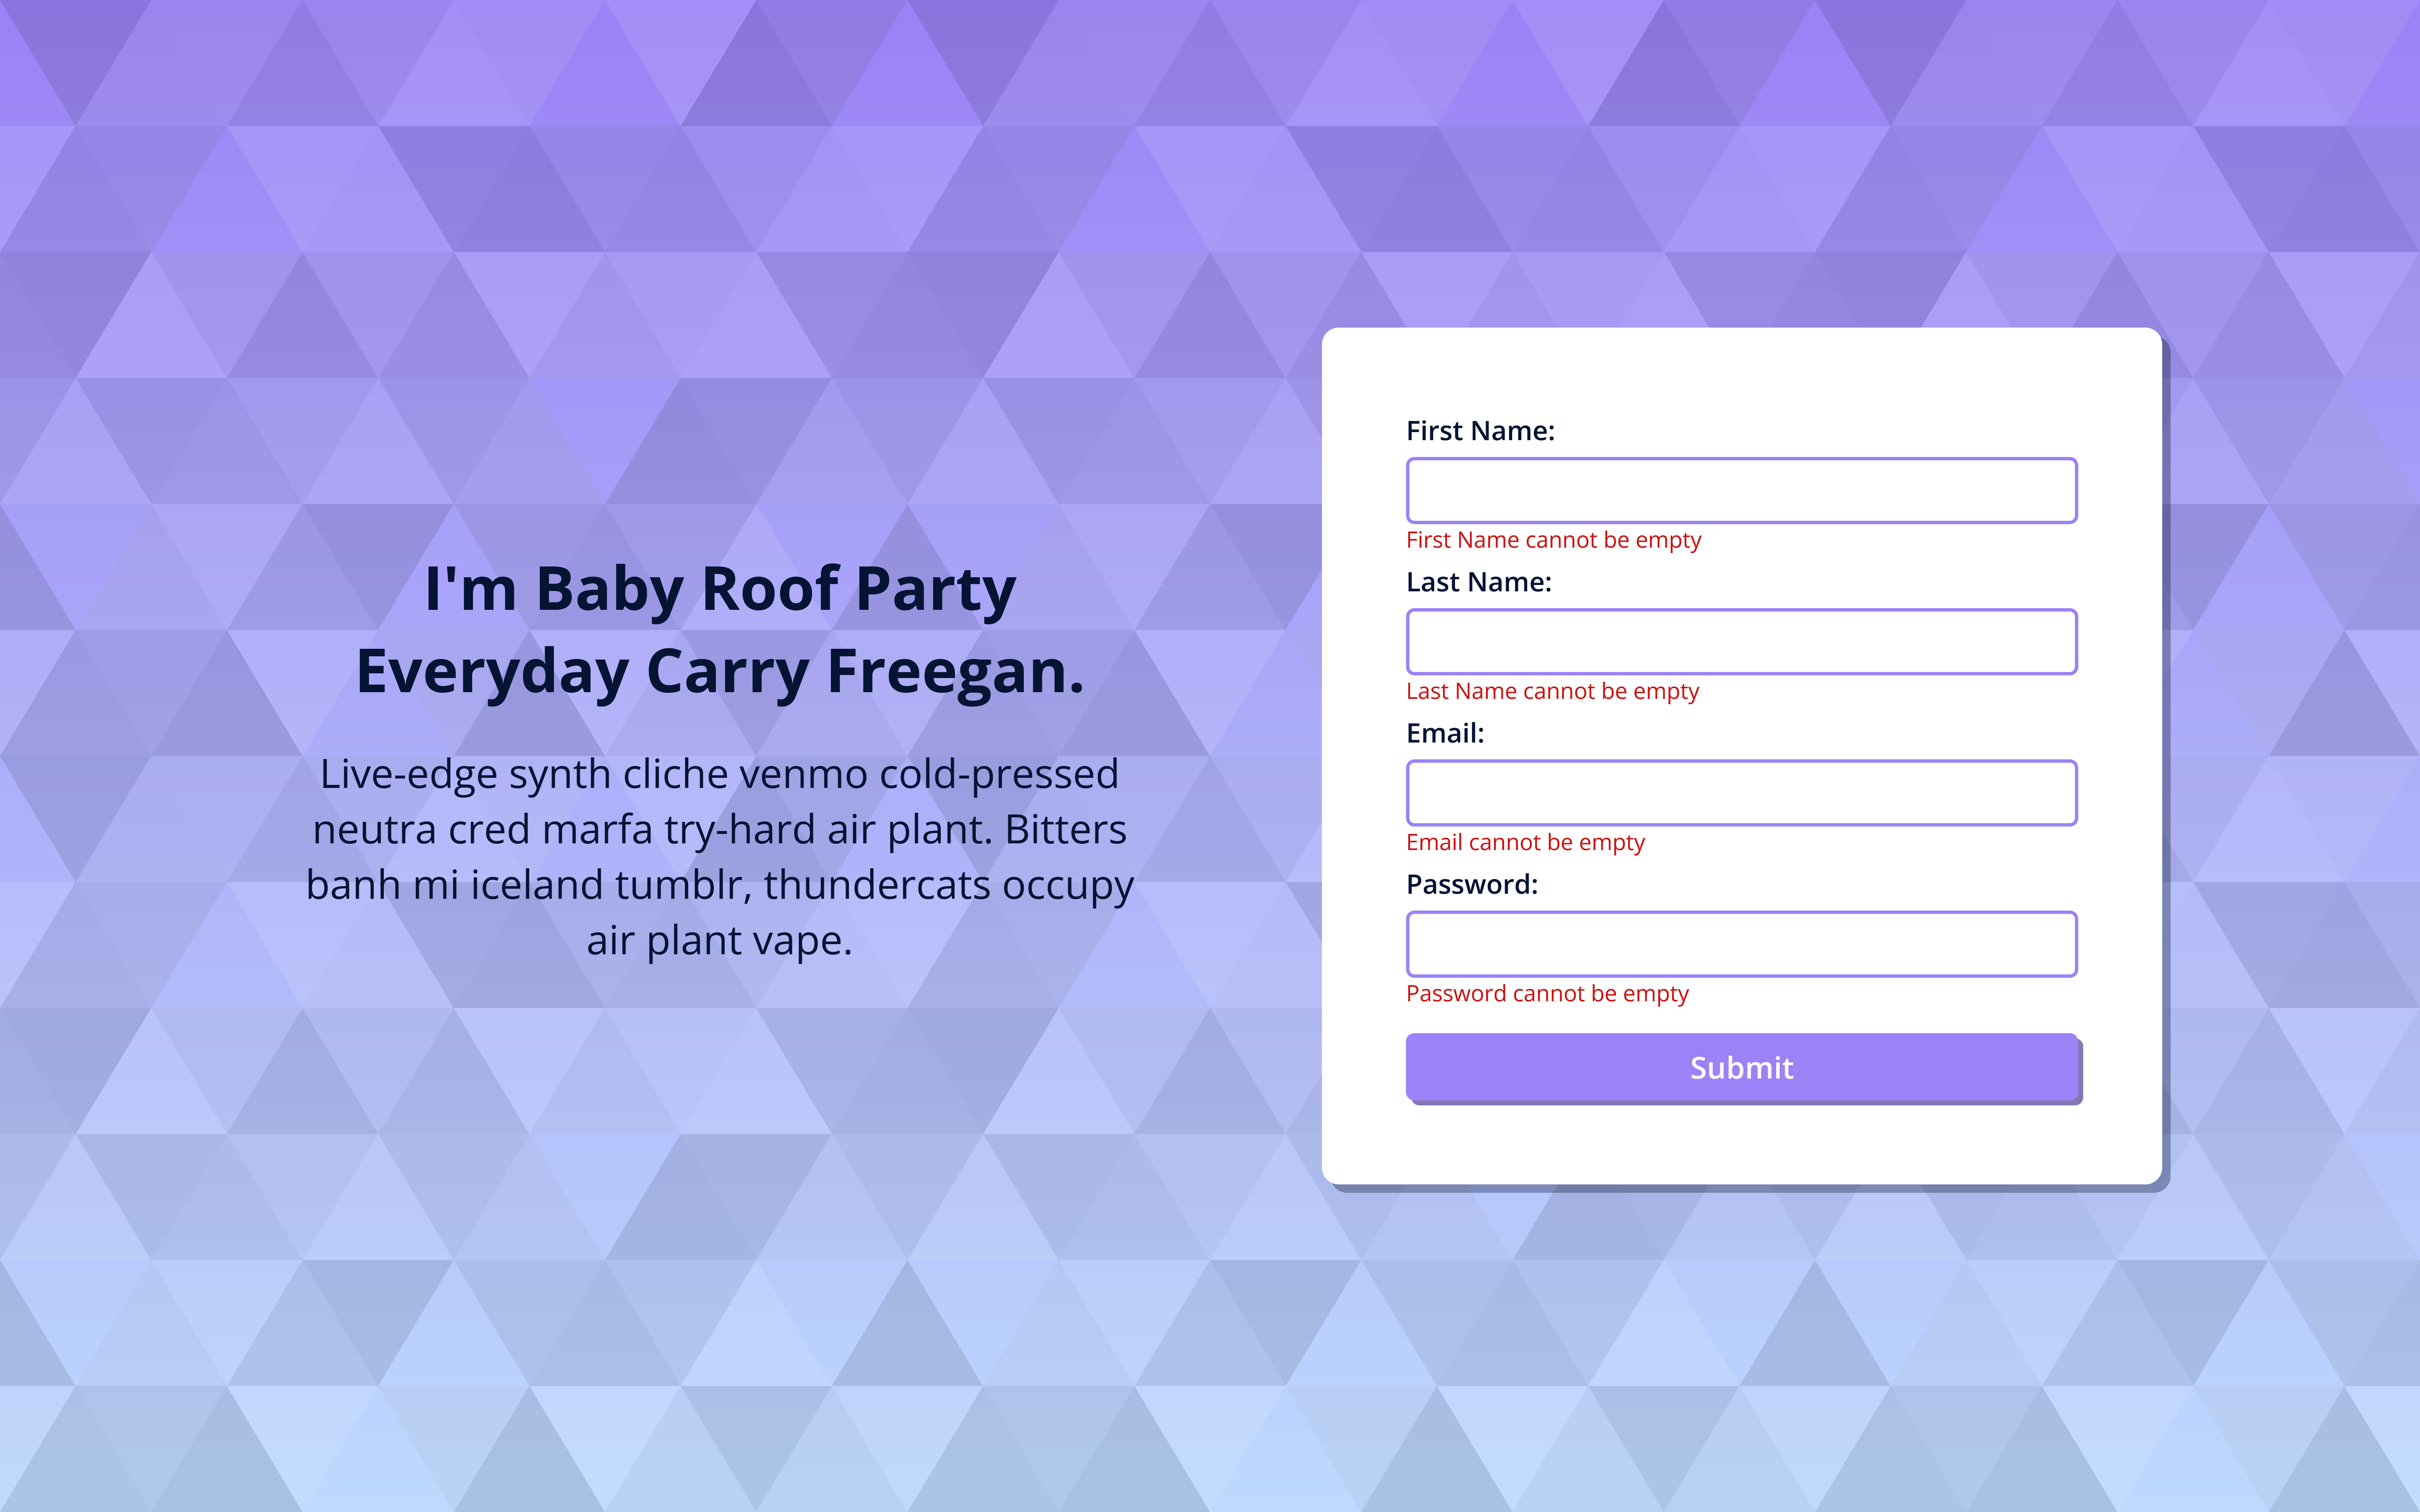 I'm Baby Roof Party
Everyday Carry Freegan.
Live-edge synth cliche venmo cold-pressed
neutra cred marfa try-hard air plant. Bitters
banh mi iceland tumblr, thundercats occupy
air plant vape.
First Name:
First Name cannot be empty
Last Name:
Last Name cannot be empty
Email:
Email cannot be empty
Password:
Password cannot be empty
Submit